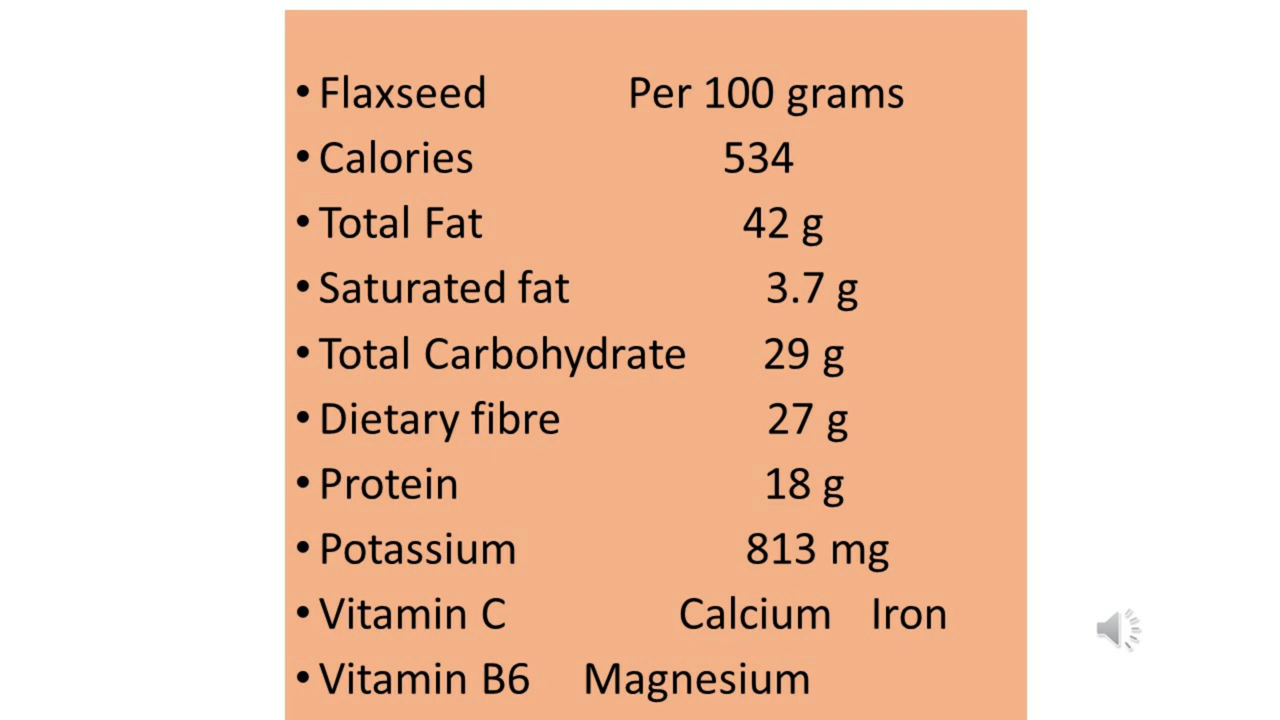 • Flaxseed Per 100 grams
• Calories 534
• Total Fat 42 g
• Saturated fat 3.7 g
• Total Carbohydrate 29 g
• Dietary fibre 27 g
• Protein 18 g
• Potassium 813 mg
• Vitamin C Calcium Iron
• Vitamin B6 Magnesium